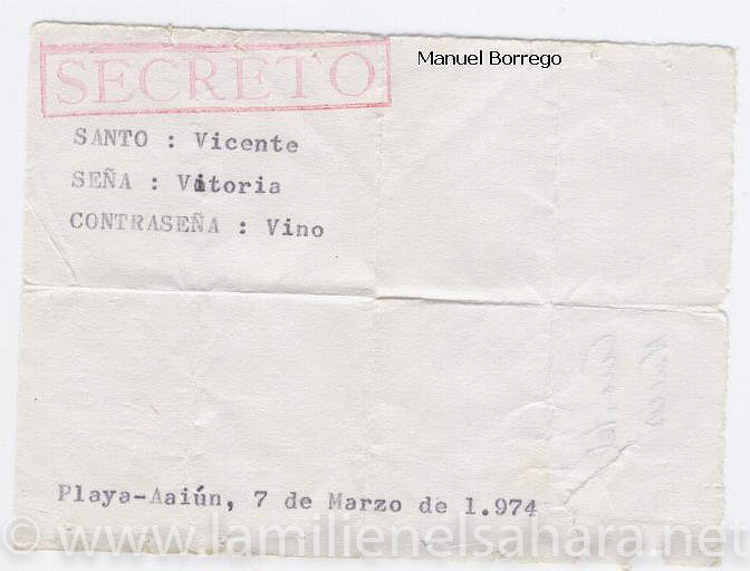 SECRETO
Manuel Borrego
SANTO : Vicente
SEÑA : Vitoria
CONTRASEÑA : Vino
Playa-Aaiún, 7 de Marzo de 1.974
© www.lamilienelsahara.net